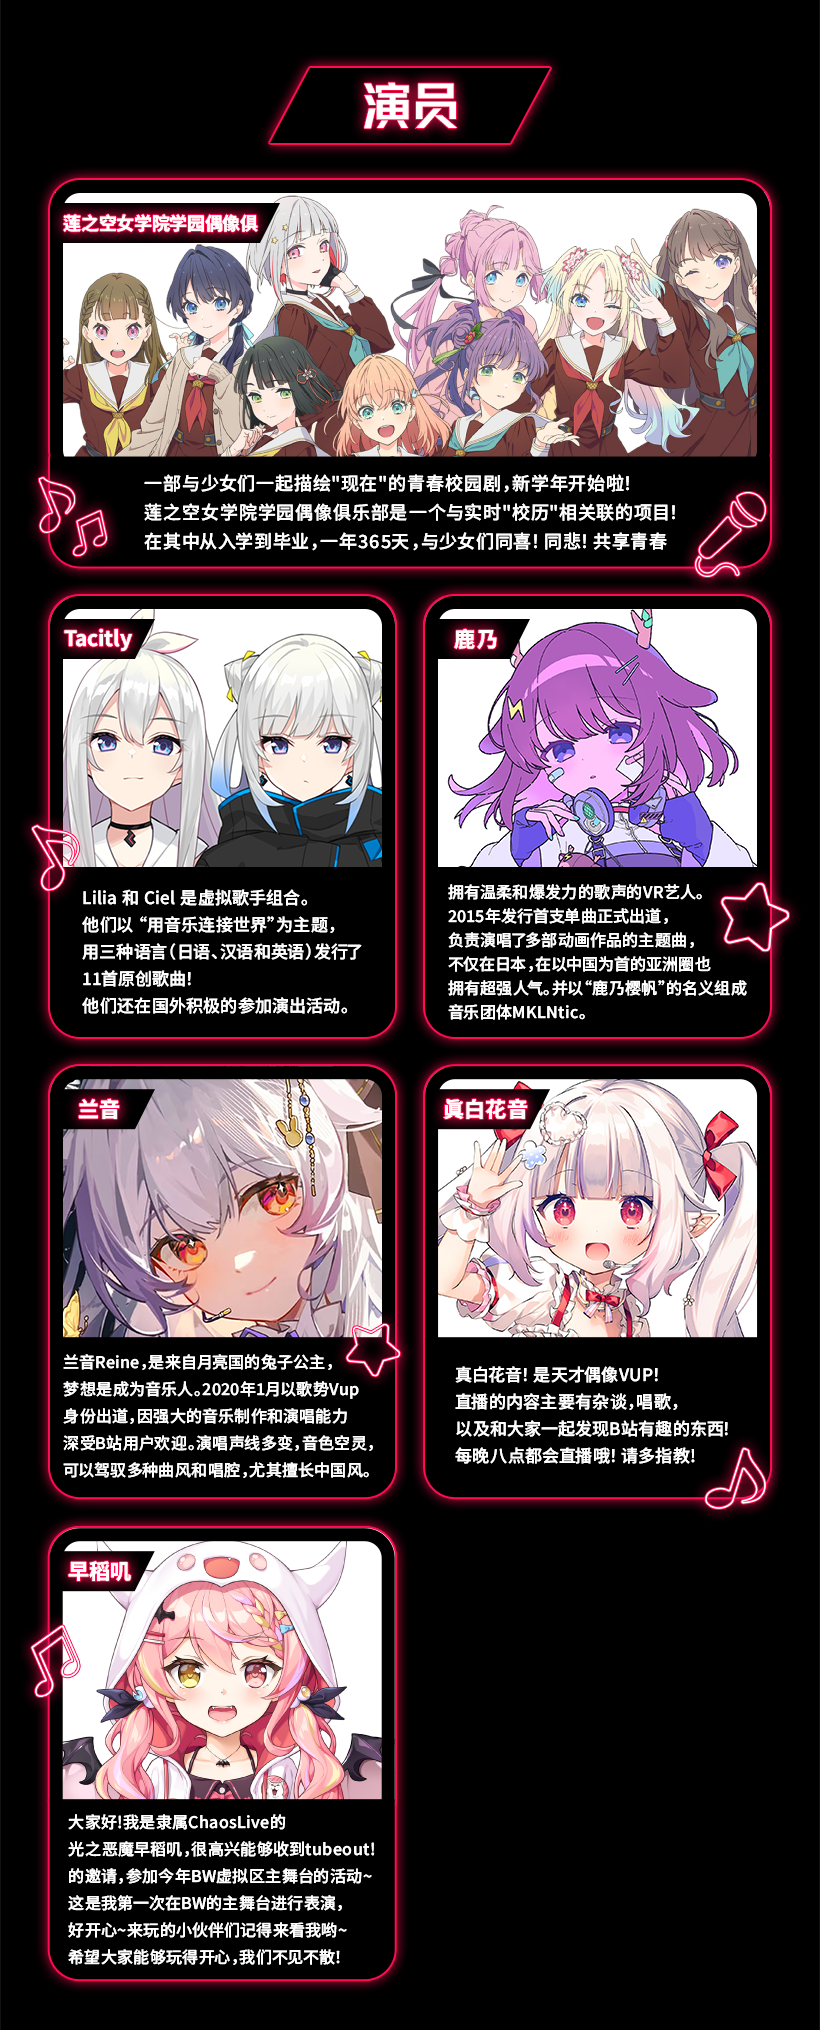 演员
莲之空女学院学园偶像俱
一部与少女们一起描绘"现在"的青春校园剧,新学年开始啦!
莲之空女学院学园偶像俱乐部是一个与实时"校历"相关联的项目!
在其中从入学到毕业,一年365天,与少女们同喜! 同悲! 共享青春
Tacitly
Lilia 和 Ciel 是虚拟歌手组合。
他们以 “用音乐连接世界”为主题,
用三种语言(日语、汉语和英语)发行了
11首原创歌曲!
他们还在国外积极的参加演出活动。
鹿乃
拥有温柔和爆发力的歌声的VR艺人。
2015年发行首支单曲正式出道,
负责演唱了多部动画作品的主题曲,
不仅在日本,在以中国为首的亚洲圈也
拥有超强人气。并以“鹿乃樱帆”的名义组成
音乐团体MKLNtic。
兰音
兰音Reine,是来自月亮国的兔子公主,
梦想是成为音乐人。2020年1月以歌势Vup
身份出道,因强大的音乐制作和演唱能力
深受B站用户欢迎。演唱声线多变,音色空灵,
可以驾驭多种曲风和唱腔,尤其擅长中国风。
眞白花音
真白花音! 是天才偶像VUP!
直播的内容主要有杂谈,唱歌,
以及和大家一起发现B站有趣的东西!
每晚八点都会直播哦! 请多指教!
早稻叽
大家好!我是隶属ChaosLive的
光之恶魔早稻叽,很高兴能够收到tubeout!
的邀请,参加今年BW虚拟区主舞台的活动~
这是我第一次在BW的主舞台进行表演,
好开心~来玩的小伙伴们记得来看我哟~
希望大家能够玩得开心,我们不见不散!